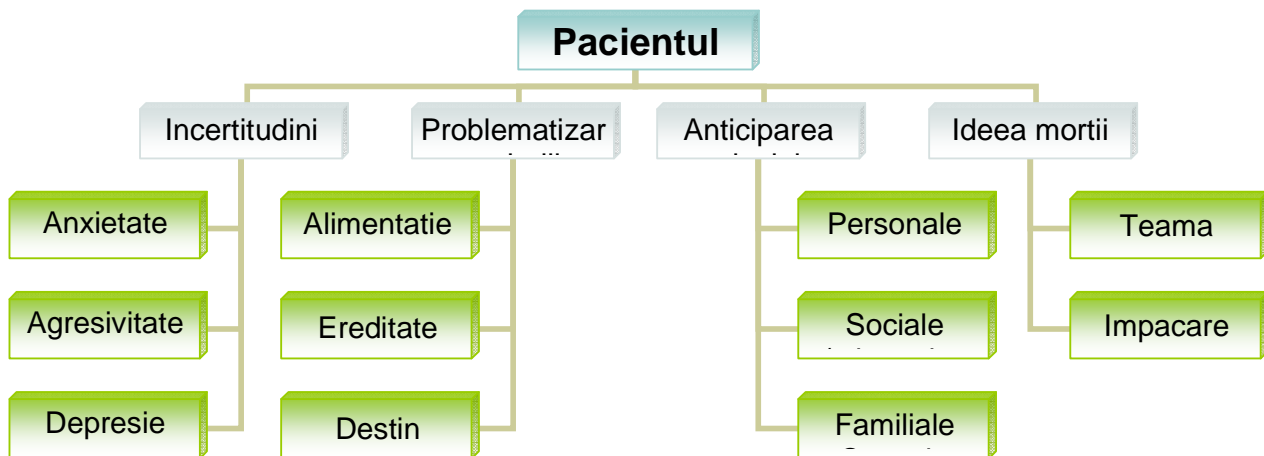 Pacientul
Incertitudini
Problematizar
Anticiparea
Ideea mortii
Anxietate
Alimentatie
Personale
Teama
Agresivitate
Ereditate
Sociale
Impacare
Depresie
Destin
Familiale